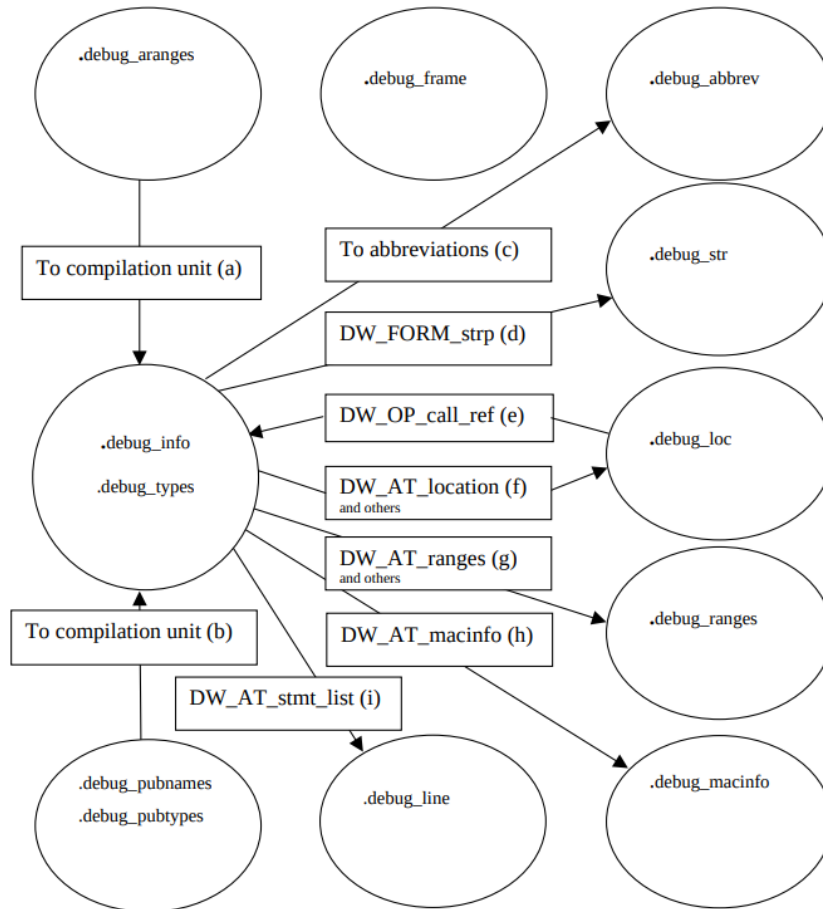 .debug_aranges
.debug_frame
.debug_abbrev
To compilation unit (a)
To abbreviations (c)
.debug_str
DW_FORM_strp (d)
.debug_info
.debug_types
DW_OP_call_ref (e)
.debug_loc
DW_AT_location (f)
and others
DW_AT_ranges (g)
and others
.debug_ranges
To compilation unit (b)
DW_AT_macinfo (h)
DW_AT_stmt_list (i)
.debug_pubnames
.debug_pubtypes
.debug_line
.debug_macinfo